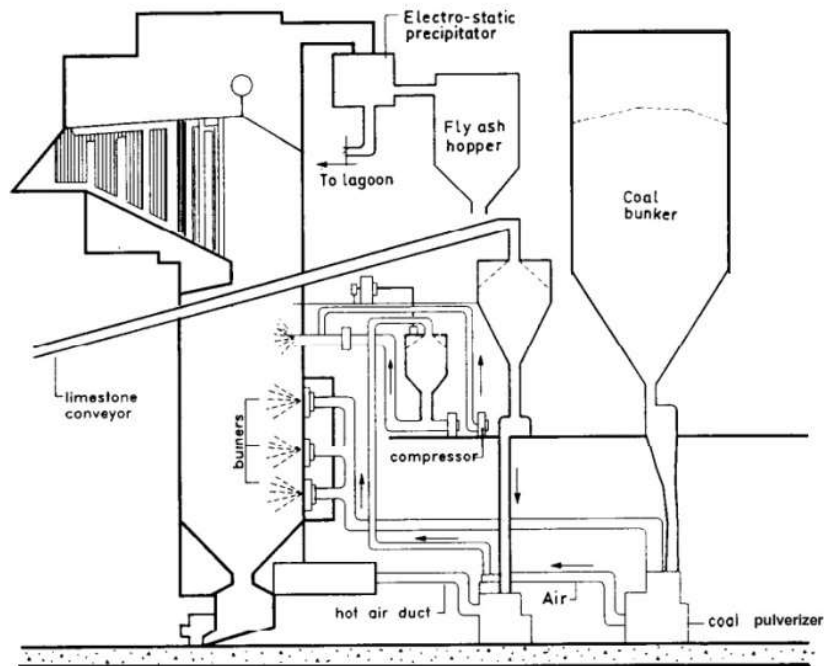 Electro-static
precipitator
Fly ash
hopper
To lagoon
Coal
bunker
limestone
conveyor
burners
compressor
hot air duct
Air
coal pulverizer